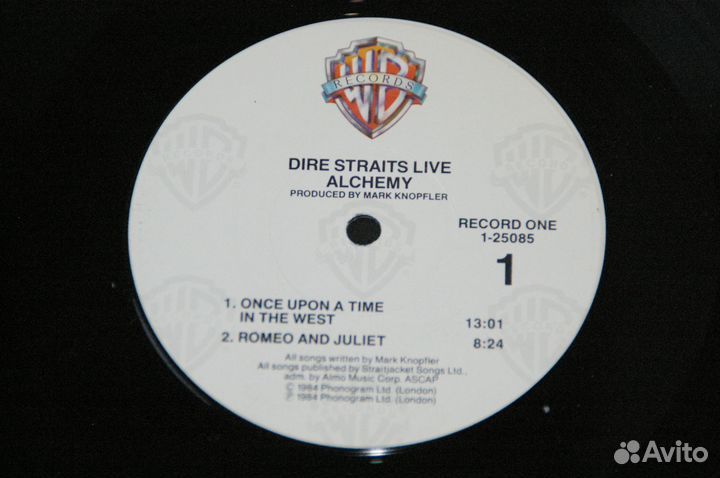 WB
RECORDS
DIRE STRAITS LIVE
ALCHEMY
PRODUCED BY MARK KNOPFLER
RECORD ONE
1-25085
1
1. ONCE UPON A TIME
IN THE WEST 13:01
2. ROMEO AND JULIET 8:24
All songs written by Mark Knopfler
All songs published by Straitjacket Songs Ltd.,
adm. by Almo Music Corp. ASCAP
© 1984 Phonogram Ltd. (London)
℗ 1984 Phonogram Ltd. (London)
Avito